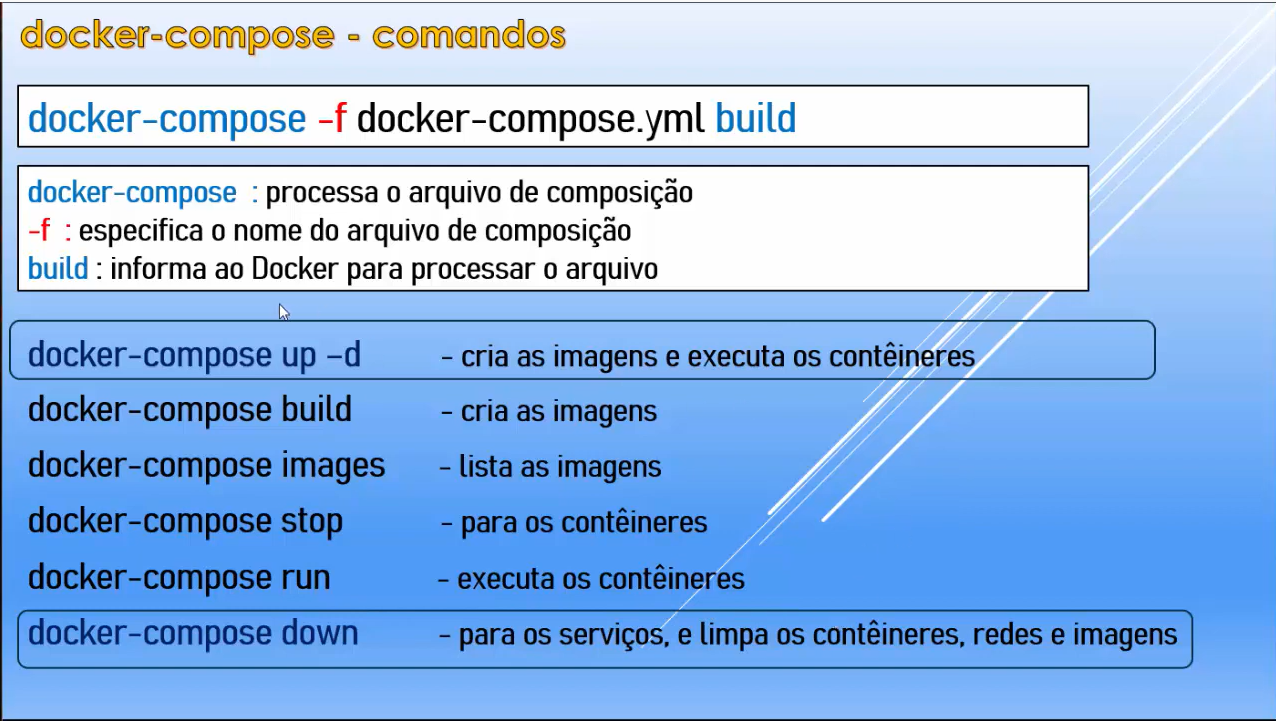 docker-compose - comandos
docker-compose -f docker-compose.yml build
docker-compose : processa o arquivo de composição
-f : especifica o nome do arquivo de composição
build : informa ao Docker para processar o arquivo
docker-compose up –d - cria as imagens e executa os contêineres
docker-compose build - cria as imagens
docker-compose images - lista as imagens
docker-compose stop - para os contêineres
docker-compose run - executa os contêineres
docker-compose down - para os serviços, e limpa os contêineres, redes e imagens